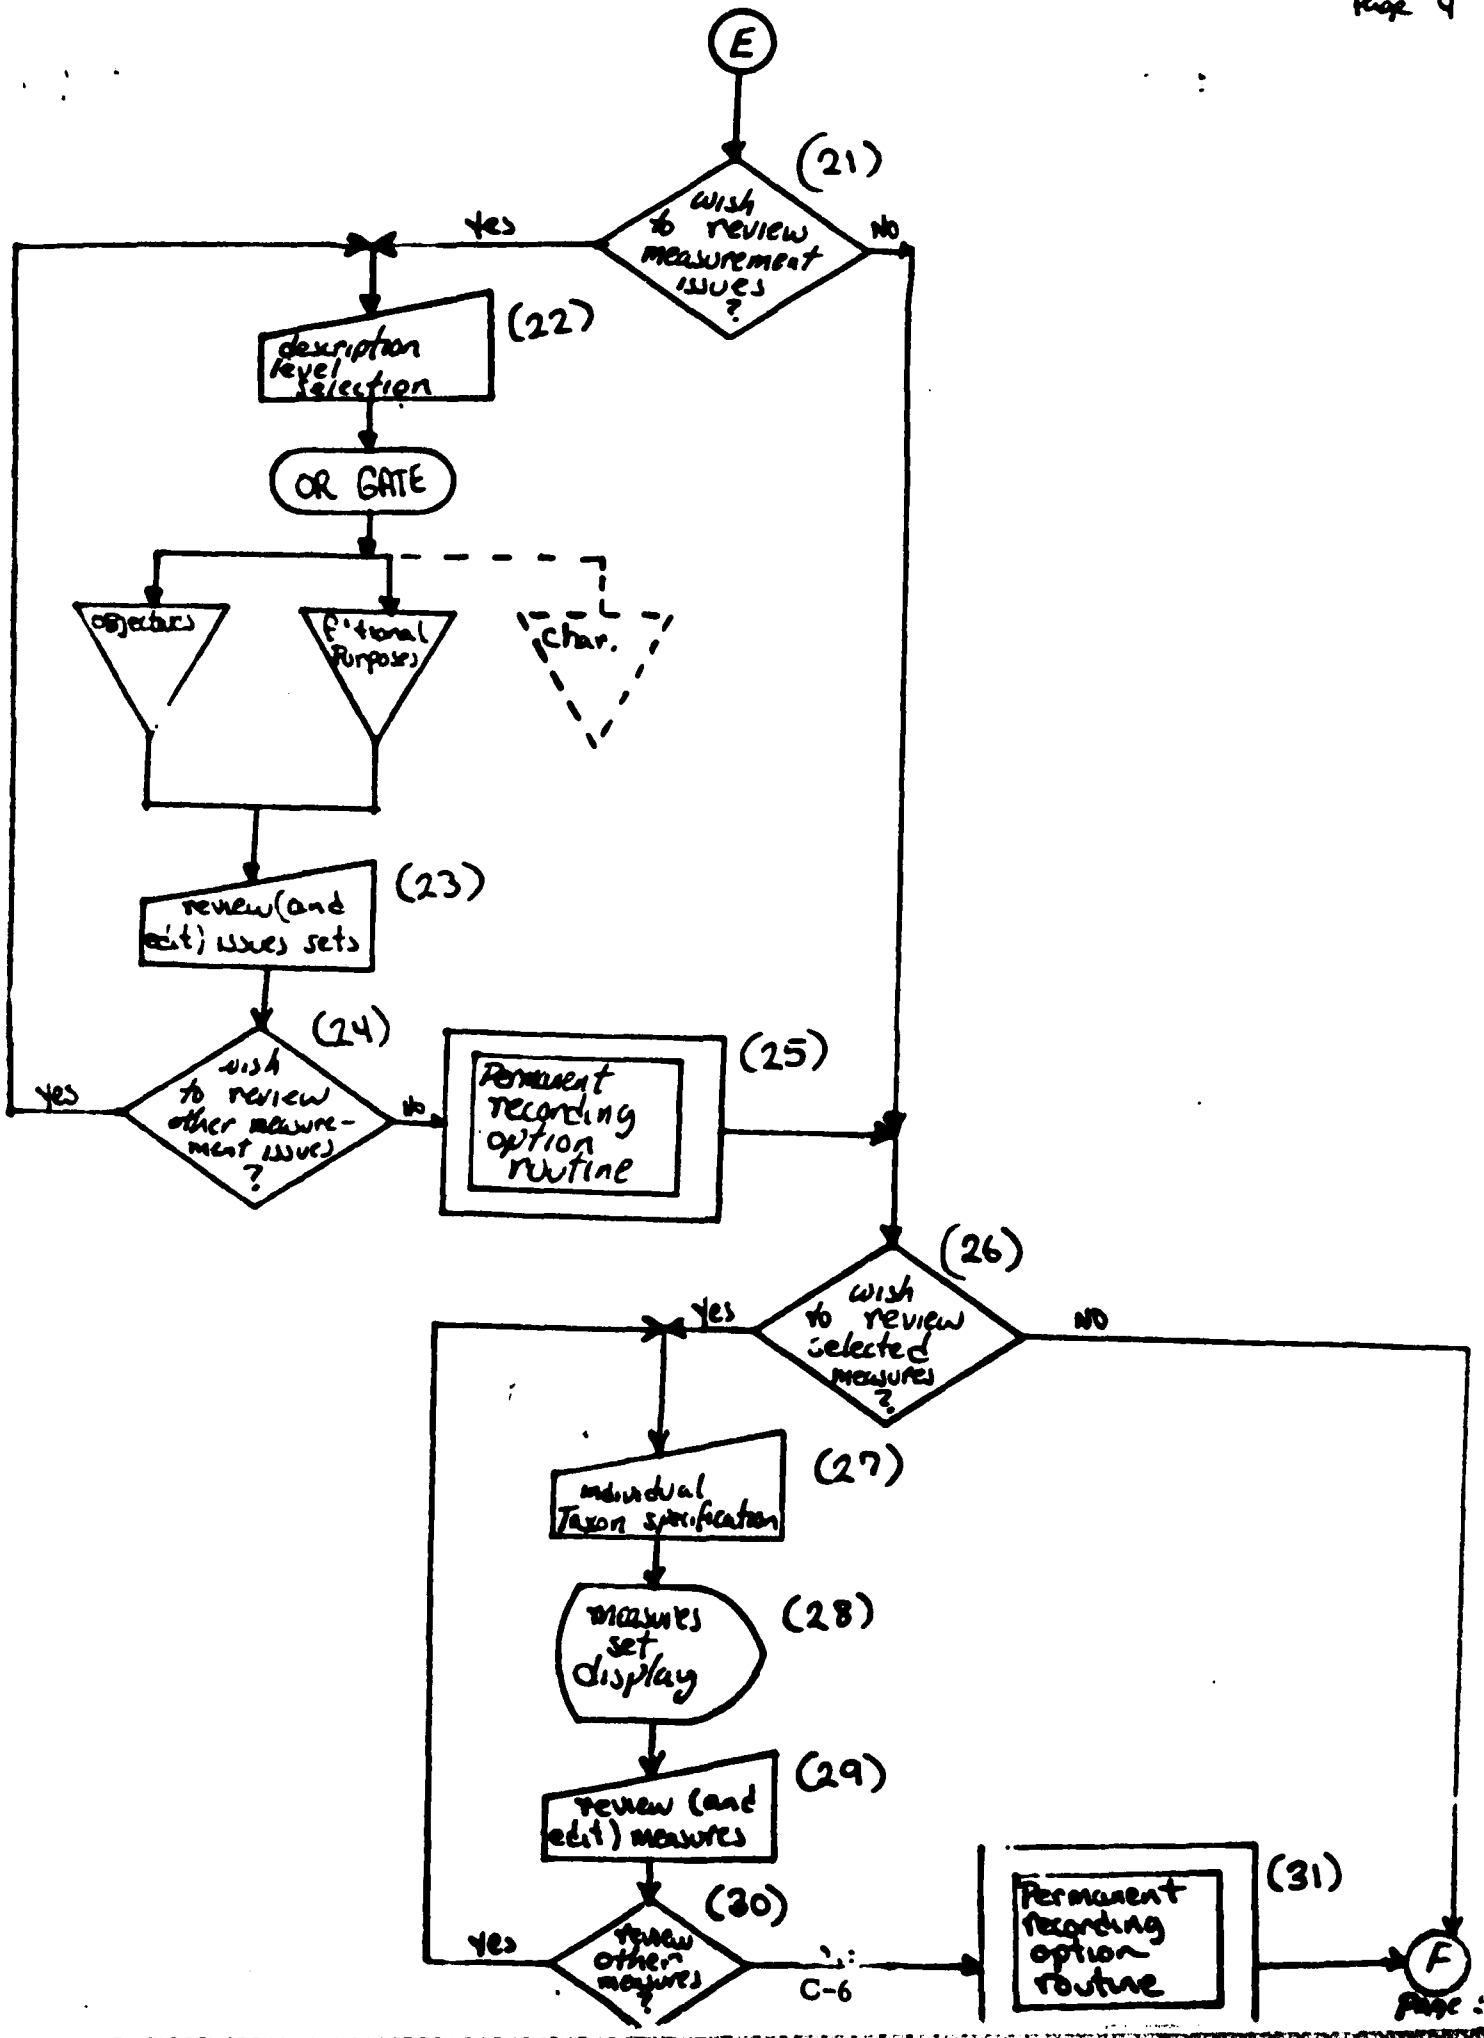 Page 4
E
(21)
wish
to review
measurement
issues
?
Yes
NO
(22)
description
level
selection
OR GATE
objectives
f'tional
Purposes
char.
(23)
review (and
edit) issues sets
(24)
wish
to review
other measure-
ment issues
?
Yes
No
(25)
Permanent
recording
option
routine
(26)
wish
to review
selected
measures
?
Yes
NO
(27)
individual
Taxon specification
(28)
measures
set
display
(29)
review (and
edit) measures
(30)
review
other
measures
?
Yes
C-6
(31)
Permanent
recording
option
routine
F
page